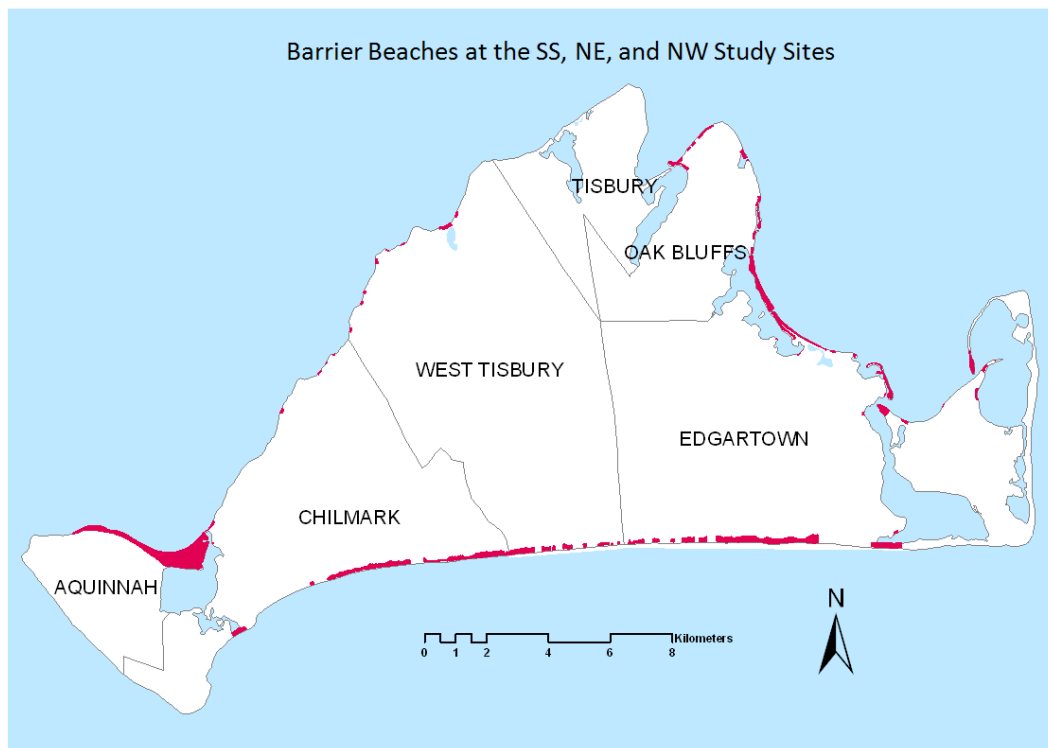 Barrier Beaches at the SS, NE, and NW Study Sites
TISBURY
OAK BLUFFS
WEST TISBURY
EDGARTOWN
CHILMARK
AQUINNAH
N
Kilometers
0 1 2 4 6 8